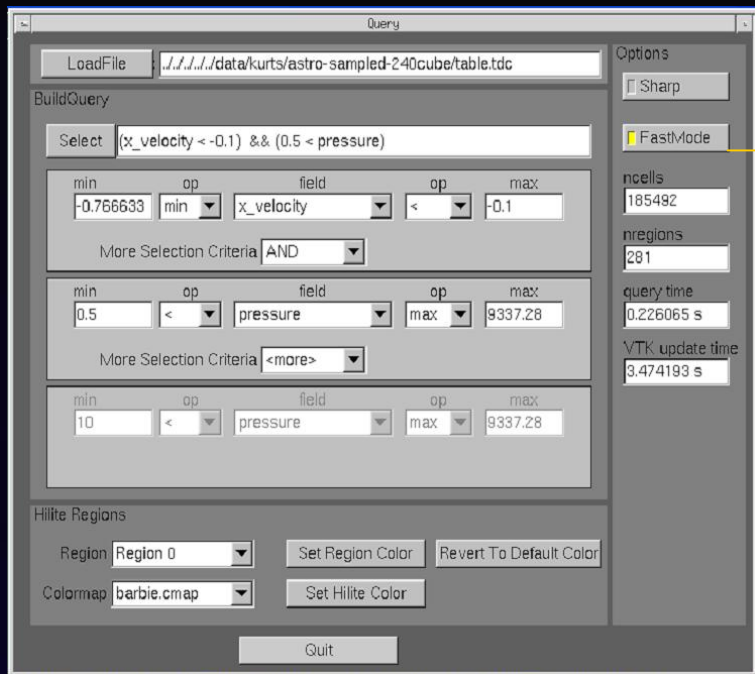 Query
LoadFile : ././././../data/kurts/astro-sampled-240cube/table.tdc
BuildQuery
Select (x_velocity < -0.1) && (0.5 < pressure)
min op field op max
-0.766633 min x_velocity < -0.1
More Selection Criteria AND
min op field op max
0.5 < pressure max 9337.28
More Selection Criteria <more>
min op field op max
10 < pressure max 9337.28
Hilite Regions
Region Region 0 Set Region Color Revert To Default Color
Colormap barbie.cmap Set Hilite Color
Quit
Options
Sharp
FastMode
ncells
185492
nregions
281
query time
0.226065 s
VTK update time
3.474193 s